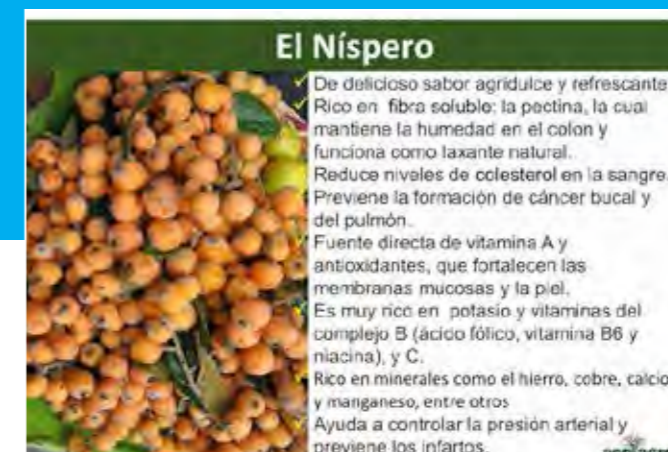 El Níspero
De delicioso sabor agridulce y refrescante
Rico en fibra soluble: la pectina, la cual
mantiene la humedad en el colon y
funciona como laxante natural.
Reduce niveles de colesterol en la sangre.
Previene la formación de cáncer bucal y
del pulmón.
Fuente directa de vitamina A y
antioxidantes, que fortalecen las
membranas mucosas y la piel.
Es muy rico en potasio y vitaminas del
complejo B (ácido fólico, vitamina B6 y
niacina), y C.
Rico en minerales como el hierro, cobre, calcio
y manganeso, entre otros
Ayuda a controlar la presión arterial y
previene los infartos.